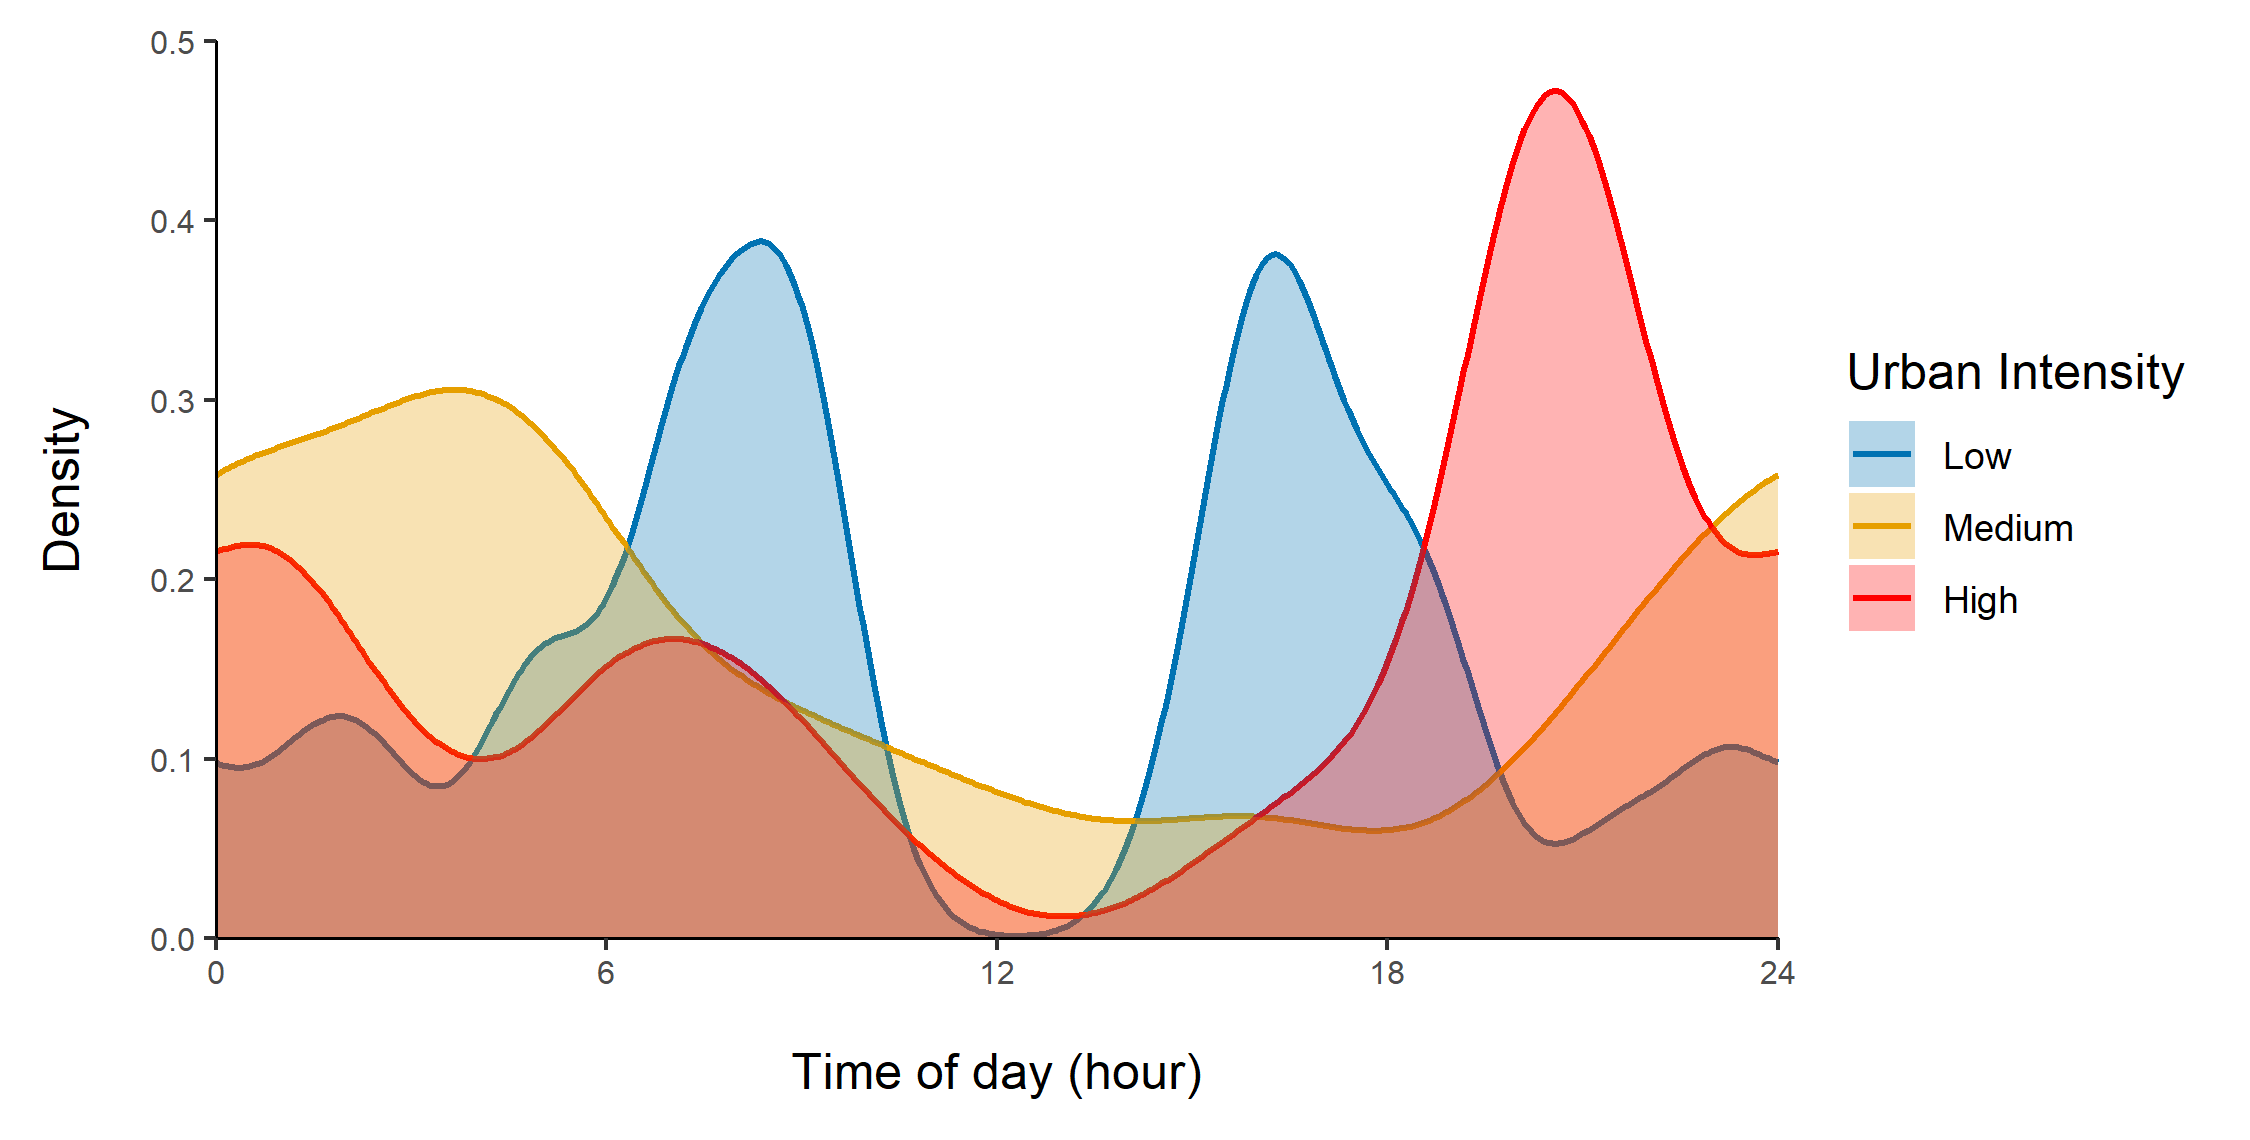 0.5
0.4
0.3
0.2
0.1
0.0
Density
0 6 12 18 24
Time of day (hour)
Urban Intensity
Low
Medium
High